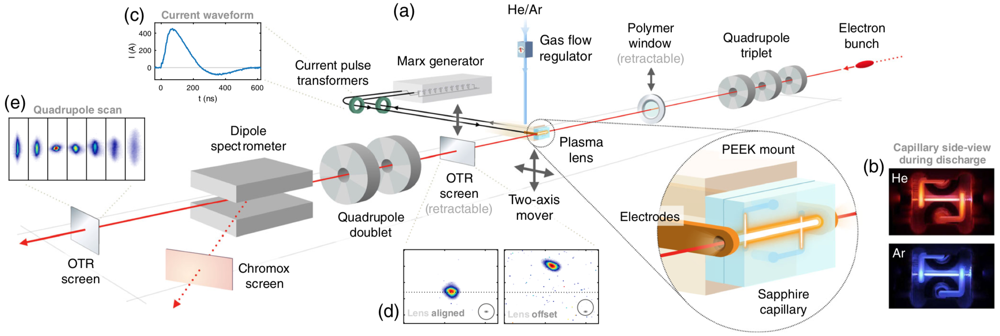 (c)
Current waveform
400
200
0
I (A)
0
200
400
600
t (ns)
(a)
He/Ar
Gas flow
regulator
Polymer
window
(retractable)
Quadrupole
triplet
Electron
bunch
Marx generator
Current pulse
transformers
(e)
Quadrupole scan
Dipole
spectrometer
Plasma
lens
OTR
screen
(retractable)
Two-axis
mover
Quadrupole
doublet
PEEK mount
Electrodes
Sapphire
capillary
Capillary side-view
during discharge
(b)
He
Ar
OTR
screen
Chromox
screen
(d)
Lens aligned
Lens offset